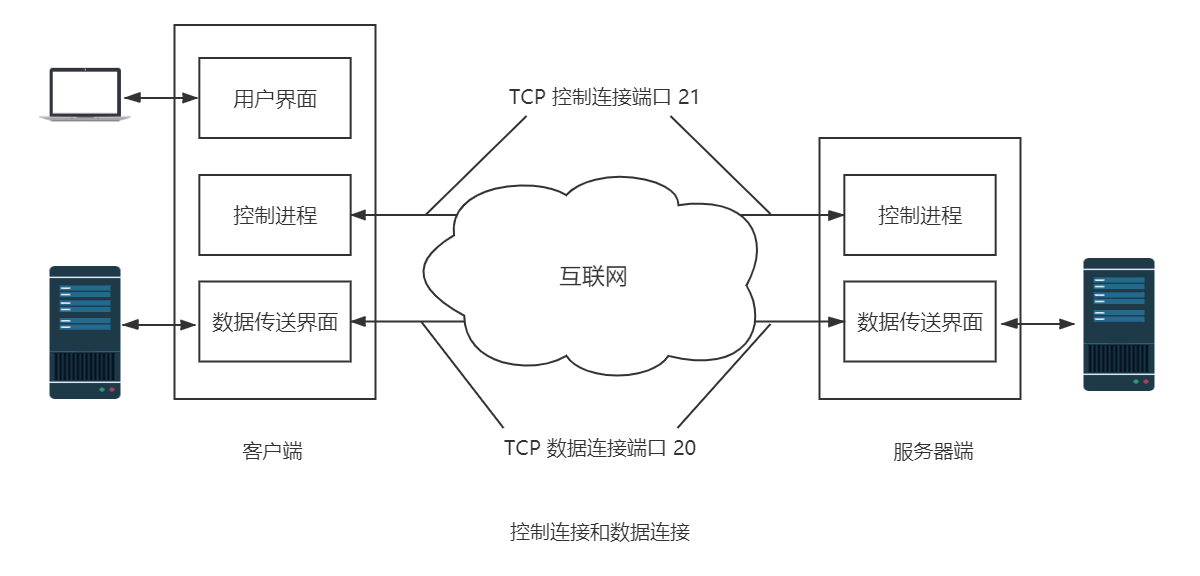 TCP 控制连接端口 21
用户界面
控制进程
控制进程
互联网
数据传送界面
数据传送界面
TCP 数据连接端口 20
客户端
服务器端
控制连接和数据连接